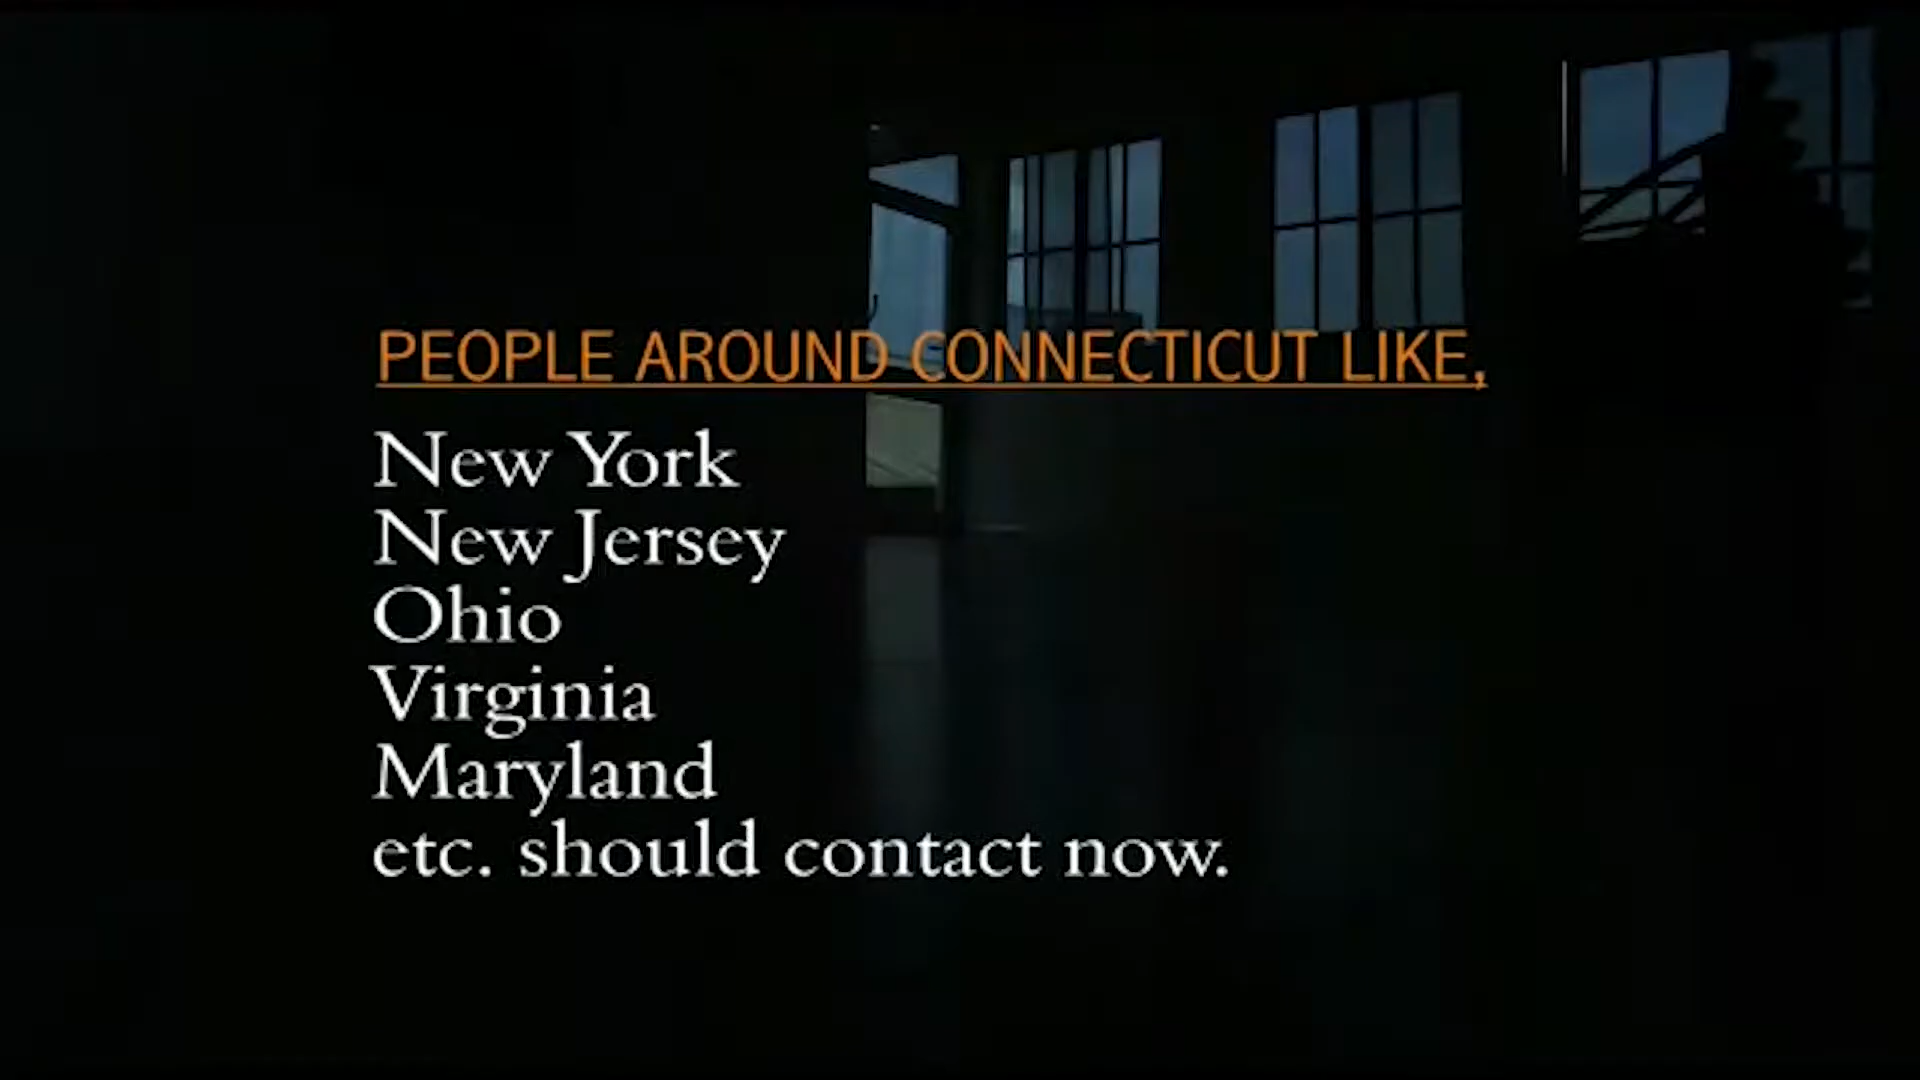 PEOPLE AROUND CONNECTICUT LIKE,
New York
New Jersey
Ohio
Virginia
Maryland
etc. should contact now.